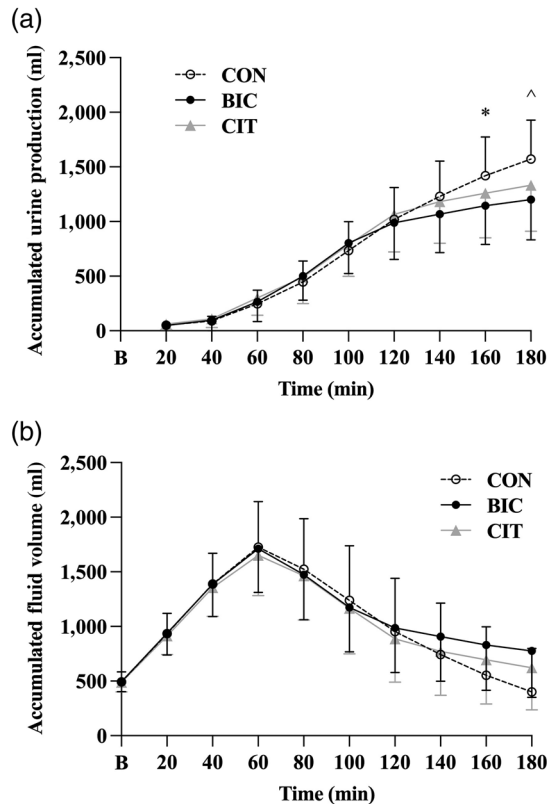 (a)
2,500
2,000
1,500
1,000
500
0
Accumulated urine production (ml)
CON
BIC
CIT
*
^
B 20 40 60 80 100 120 140 160 180
Time (min)
(b)
2,500
2,000
1,500
1,000
500
0
Accumulated fluid volume (ml)
CON
BIC
CIT
B 20 40 60 80 100 120 140 160 180
Time (min)